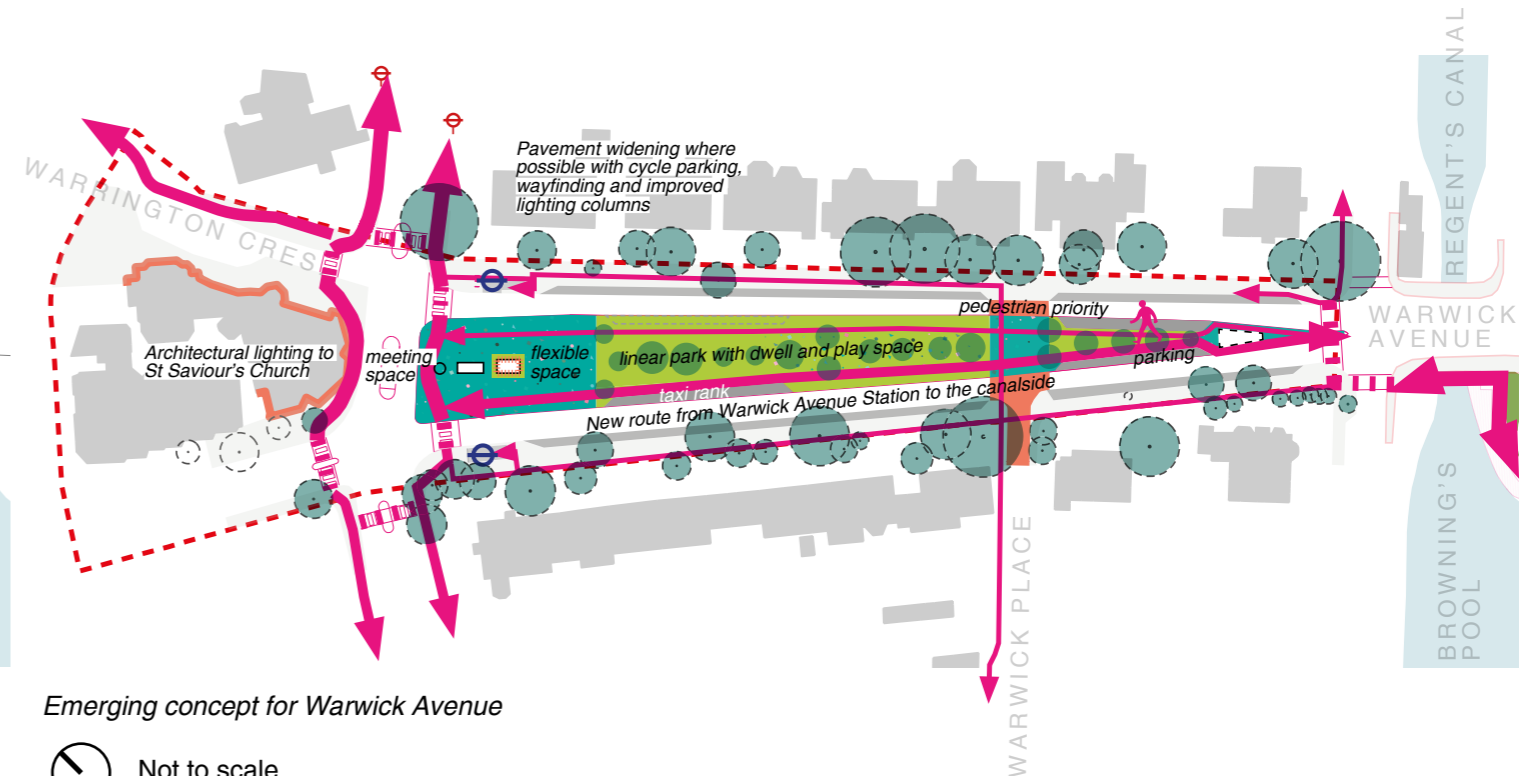 REGENT'S CANAL
WARRINGTON CRES
Pavement widening where
possible with cycle parking,
wayfinding and improved
lighting columns
pedestrian priority
WARWICK
AVENUE
Architectural lighting to
St Saviour's Church
meeting
space
flexible
space
linear park with dwell and play space
parking
taxi rank
New route from Warwick Avenue Station to the canalside
WARWICK PLACE
BROWNING'S
POOL
Emerging concept for Warwick Avenue
Not to scale